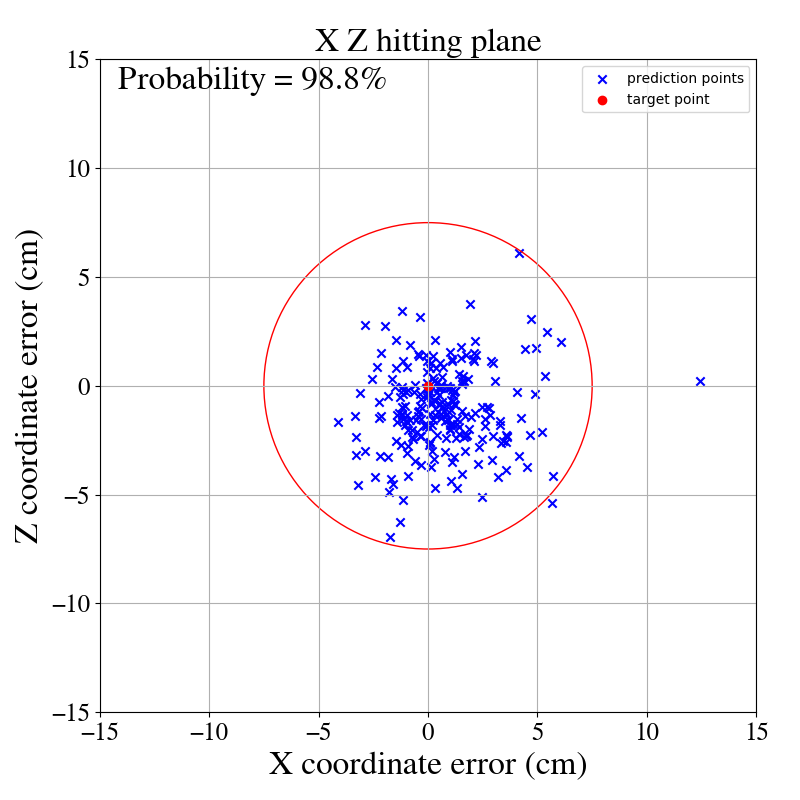 X Z hitting plane
Probability = 98.8%
prediction points
target point
Z coordinate error (cm)
15
10
5
0
−5
−10
−15
−15 −10 −5 0 5 10 15
X coordinate error (cm)